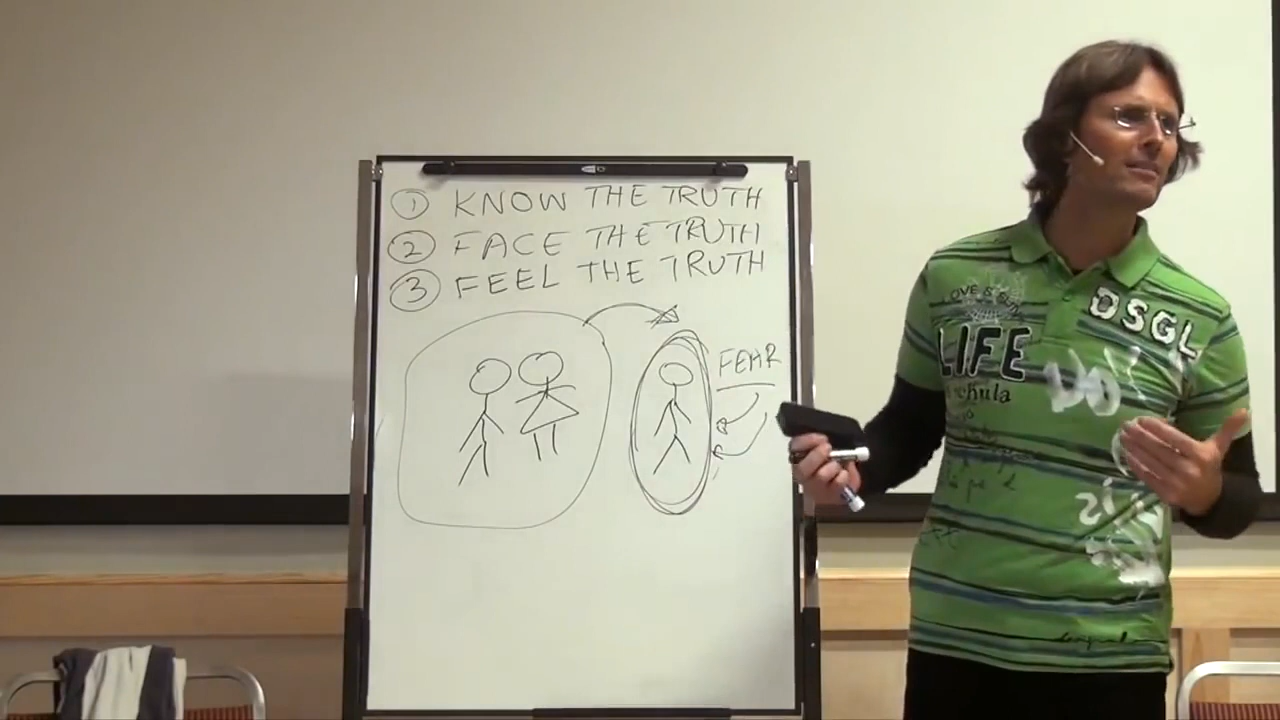 ① KNOW THE TRUTH
② FACE THE TRUTH
③ FEEL THE TRUTH
FEAR
LOVE &
LIFE
DSGL